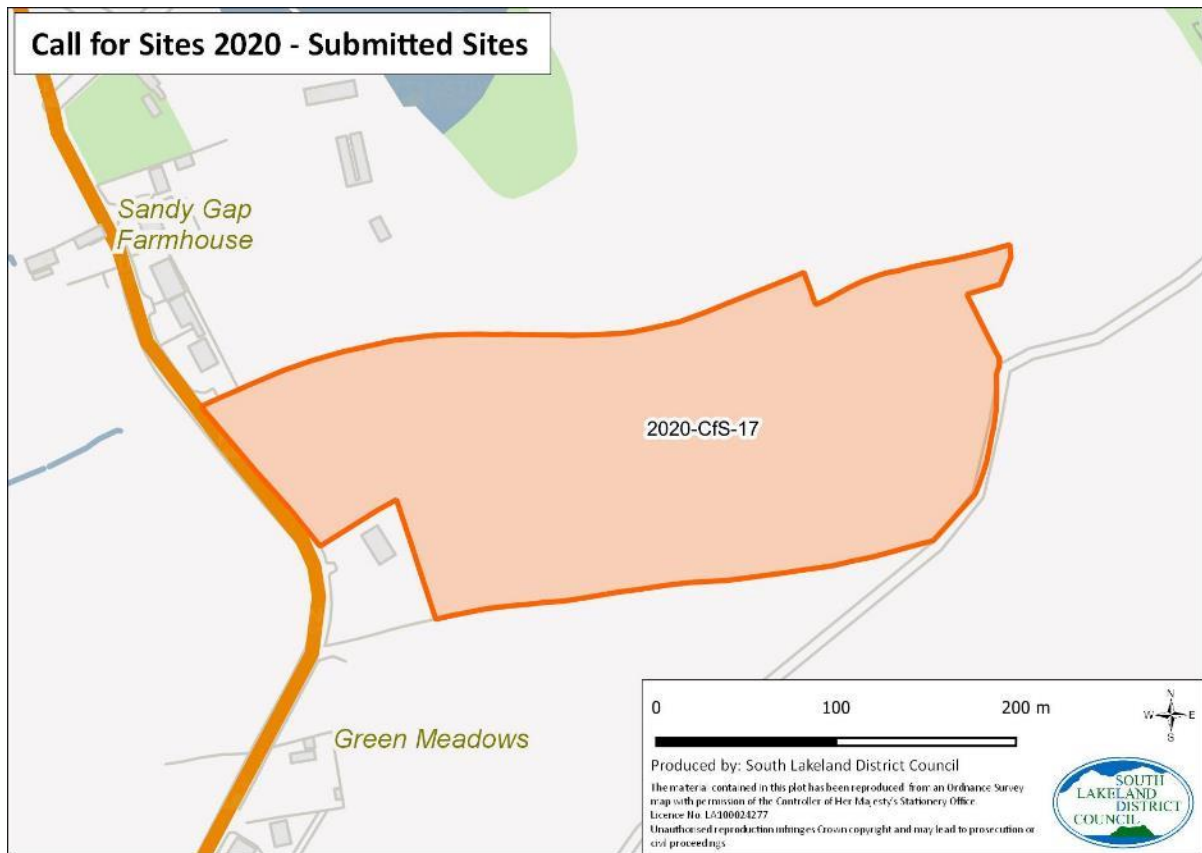 Call for Sites 2020 - Submitted Sites
Sandy Gap
Farmhouse
2020-CfS-17
Green Meadows
0 100 200 m
N
W E
S
Produced by: South Lakeland District Council
The material contained in this plot has been reproduced from an Ordnance Survey
map with permission of the Controller of Her Majesty's Stationery Office.
Licence No. LA100024277
Unauthorised reproduction infringes Crown copyright and may lead to prosecution or
civil proceedings
SOUTH
LAKELAND
DISTRICT
COUNCIL